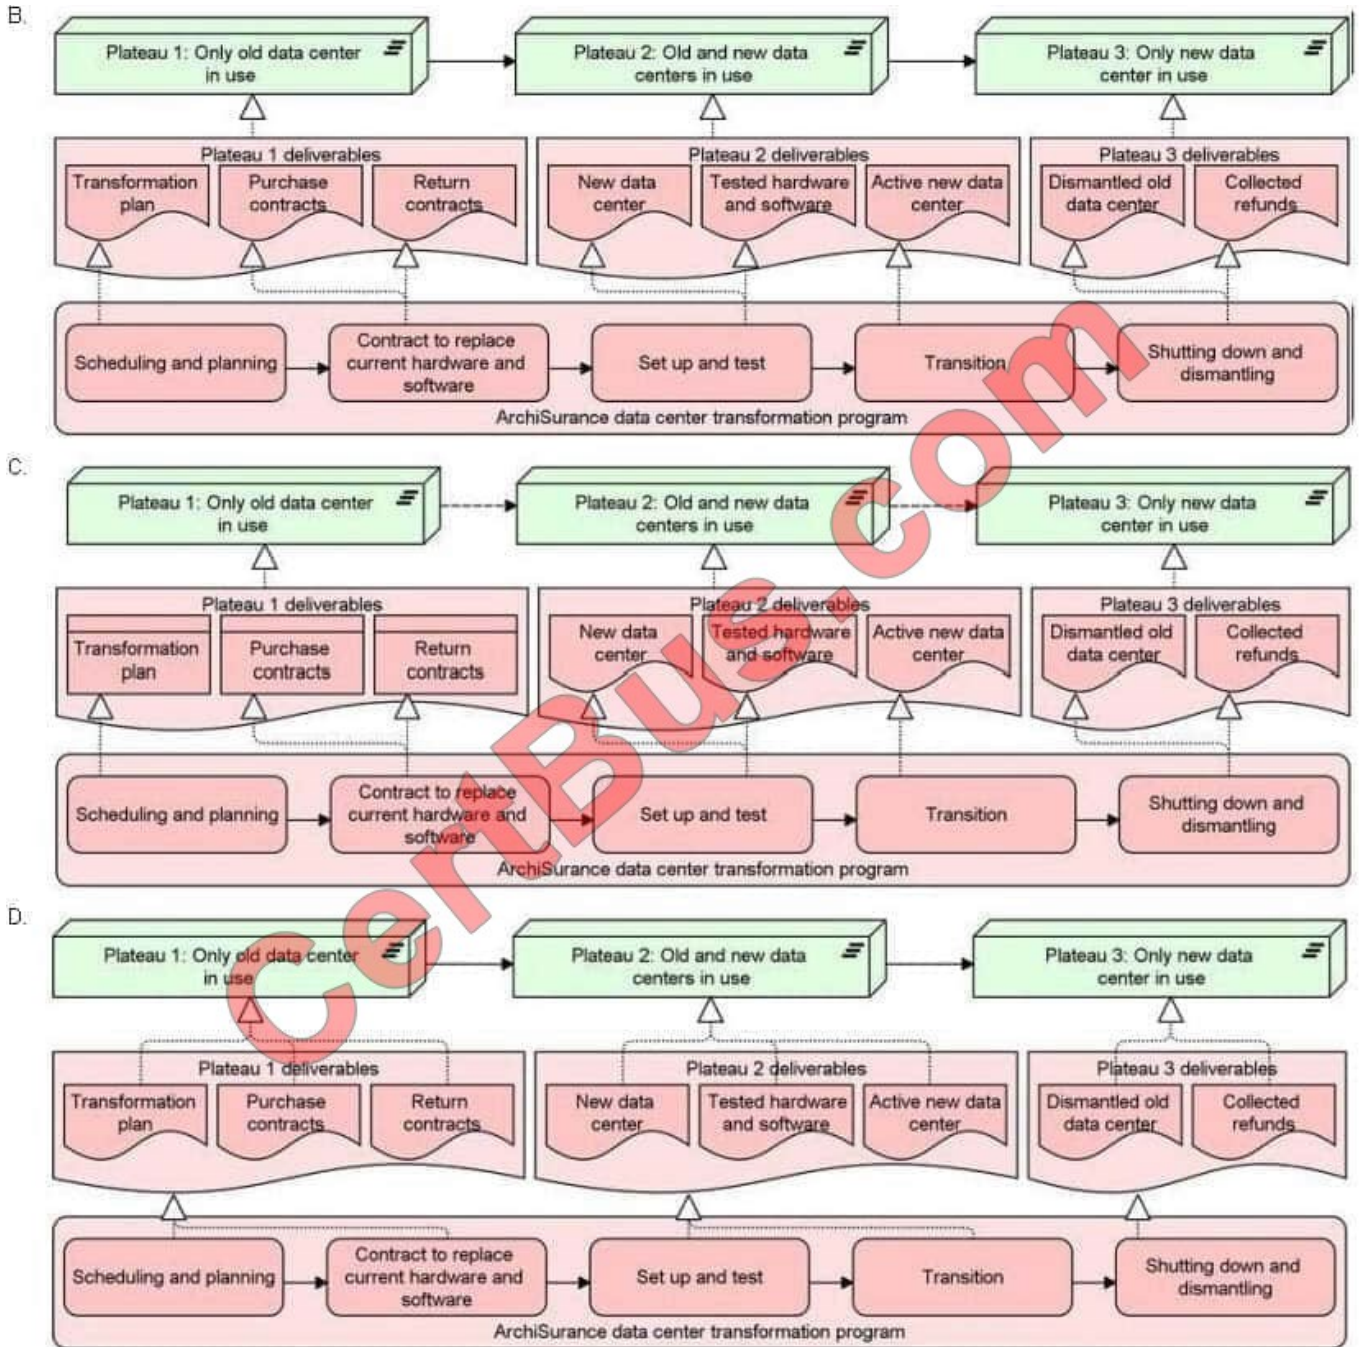 B.
Plateau 1: Only old data center
in use
Plateau 2: Old and new data
centers in use
Plateau 3: Only new data
center in use
Plateau 1 deliverables
Transformation
plan
Purchase
contracts
Return
contracts
Plateau 2 deliverables
New data
center
Tested hardware
and software
Active new data
center
Plateau 3 deliverables
Dismantled old
data center
Collected
refunds
Scheduling and planning
Contract to replace
current hardware and
software
Set up and test
Transition
Shutting down and
dismantling
ArchiSurance data center transformation program
C.
Plateau 1: Only old data center
in use
Plateau 2: Old and new data
centers in use
Plateau 3: Only new data
center in use
Plateau 1 deliverables
Transformation
plan
Purchase
contracts
Return
contracts
Plateau 2 deliverables
New data
center
Tested hardware
and software
Active new data
center
Plateau 3 deliverables
Dismantled old
data center
Collected
refunds
Scheduling and planning
Contract to replace
current hardware and
software
Set up and test
Transition
Shutting down and
dismantling
ArchiSurance data center transformation program
D.
Plateau 1: Only old data center
in use
Plateau 2: Old and new data
centers in use
Plateau 3: Only new data
center in use
Plateau 1 deliverables
Transformation
plan
Purchase
contracts
Return
contracts
Plateau 2 deliverables
New data
center
Tested hardware
and software
Active new data
center
Plateau 3 deliverables
Dismantled old
data center
Collected
refunds
Scheduling and planning
Contract to replace
current hardware and
software
Set up and test
Transition
Shutting down and
dismantling
ArchiSurance data center transformation program
CertBus.com